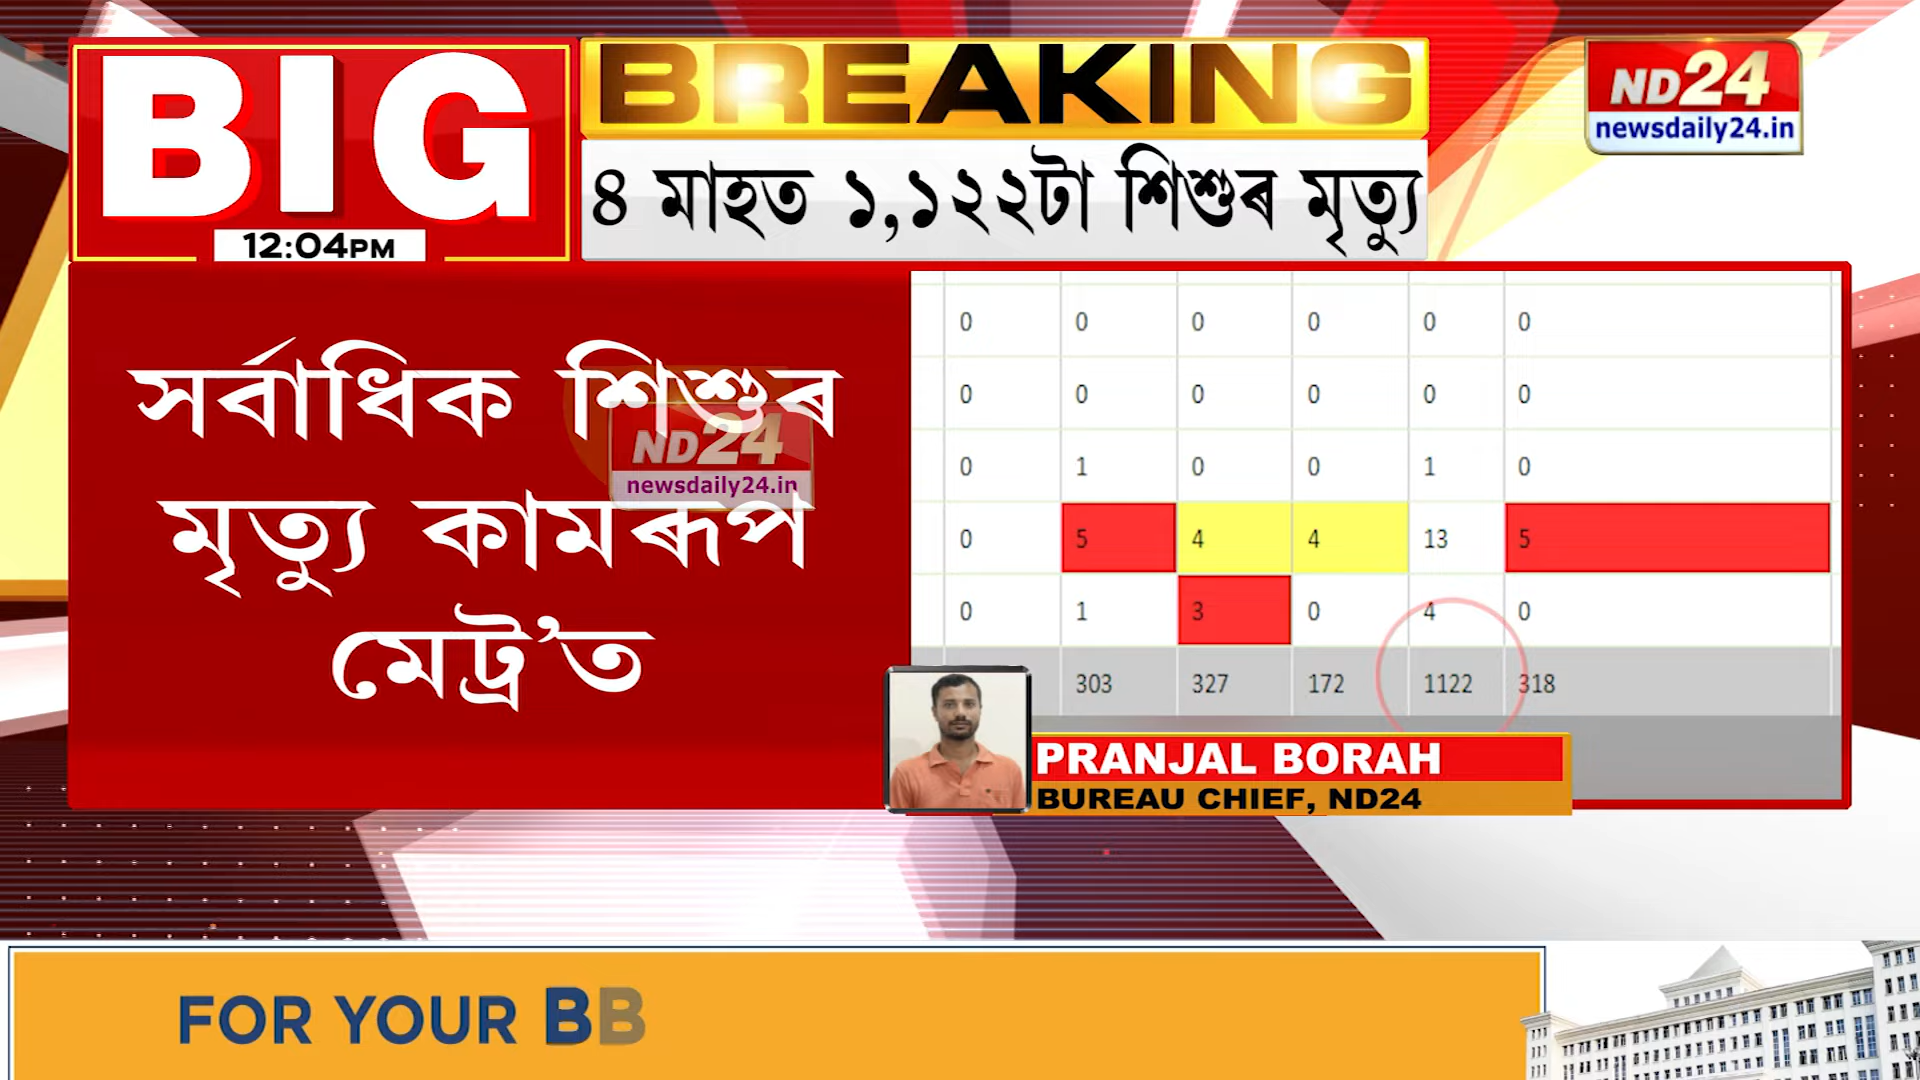 BIG
12:04PM
BREAKING
৪ মাহত ১,১২২টা শিশুৰ মৃত্যু
ND24
newsdaily24.in
সৰ্বাধিক শিশুৰ
মৃত্যু কামৰূপ
মেট্ৰ'ত
ND24
newsdaily24.in
0 0 0 0 0 0
0 0 0 0 0 0
0 1 0 0 1 0
0 5 4 4 13 5
0 1 3 0 4 0
303 327 172 1122 318
PRANJAL BORAH
BUREAU CHIEF, ND24
FOR YOUR BB